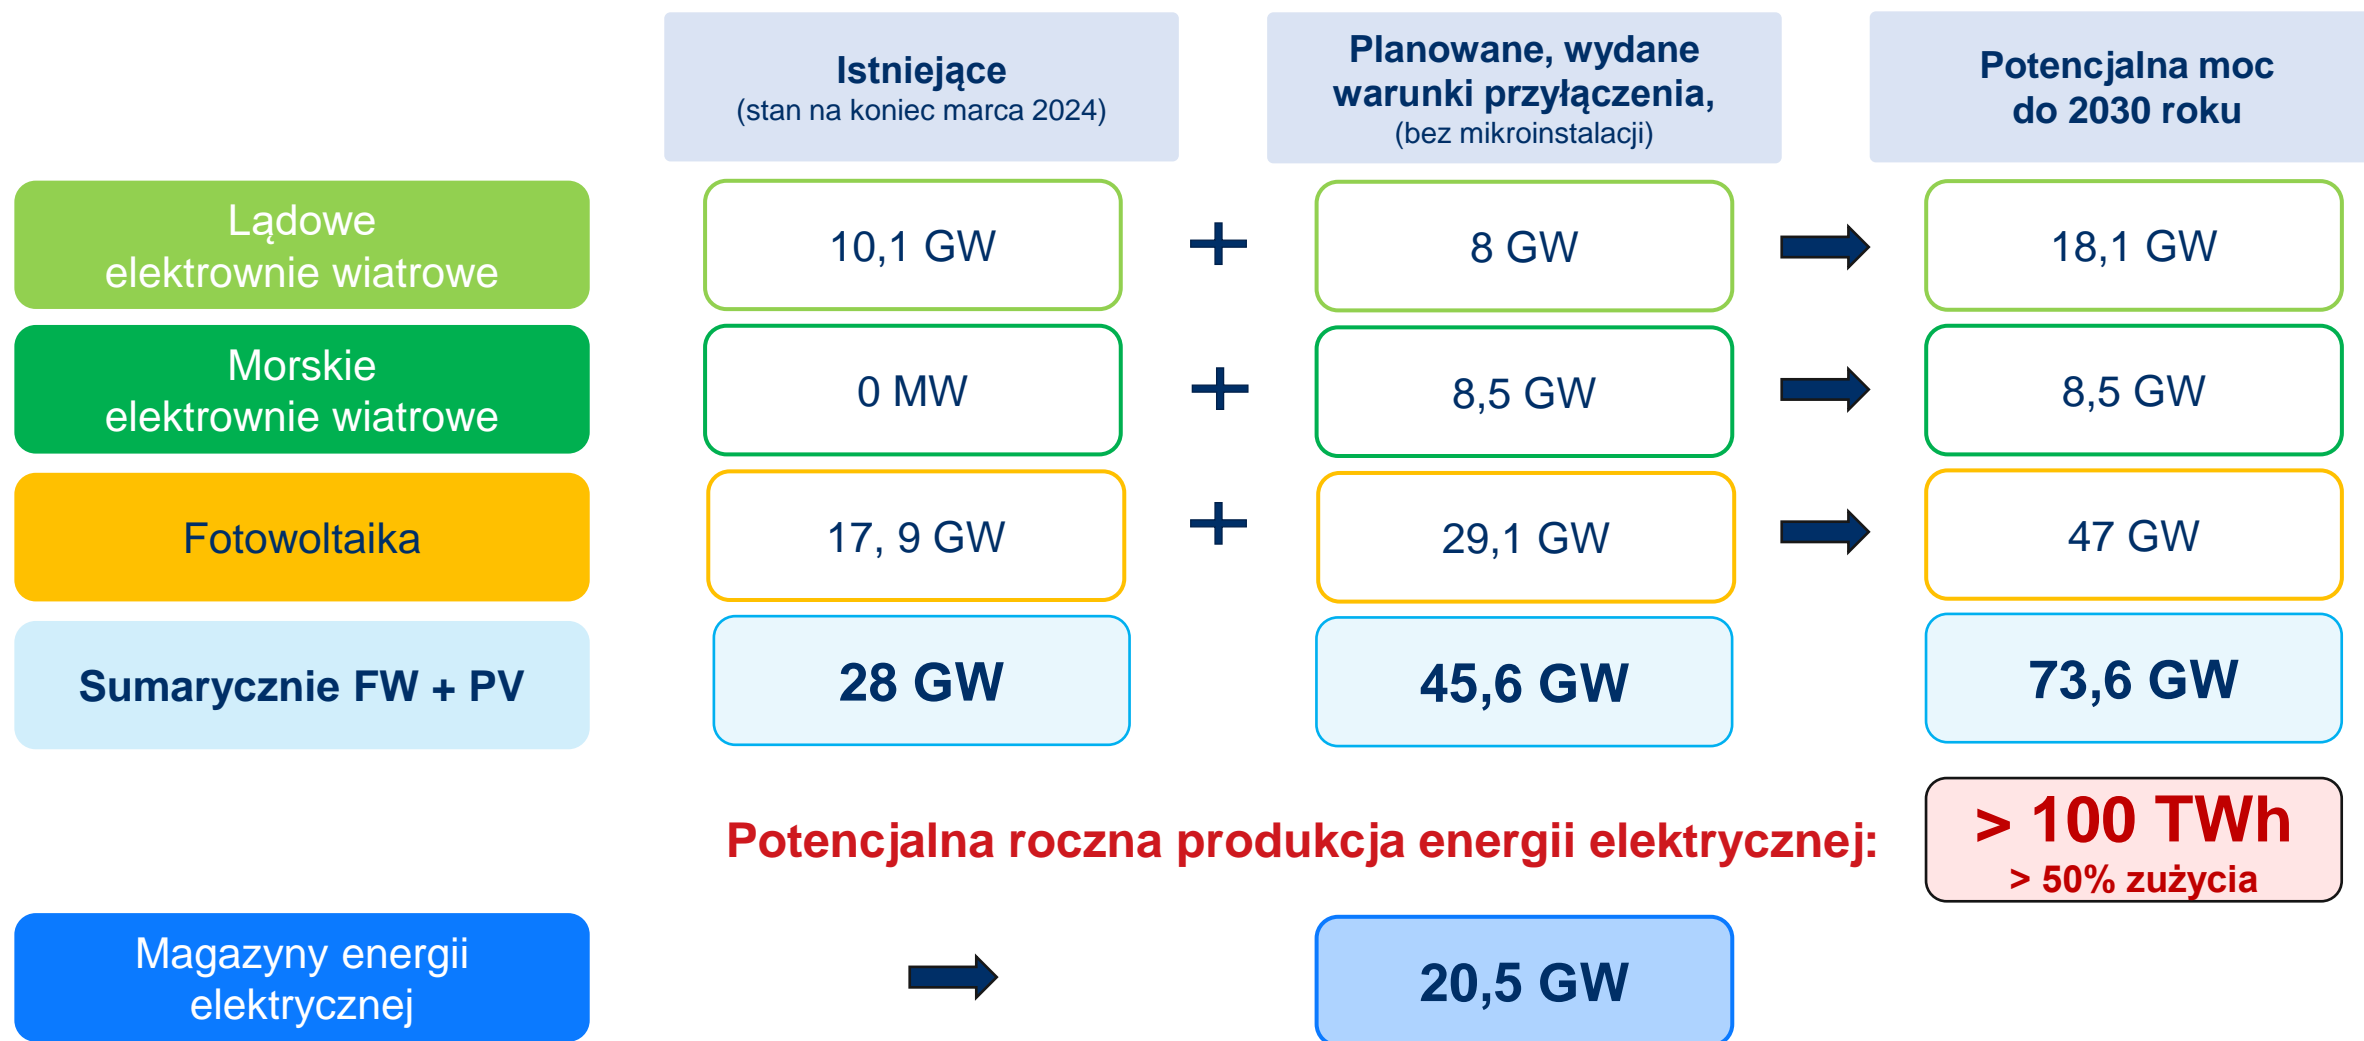 Istniejące
(stan na koniec marca 2024)
Planowane, wydane
warunki przyłączenia,
(bez mikroinstalacji)
Potencjalna moc
do 2030 roku
Lądowe
elektrownie wiatrowe
10,1 GW
+
8 GW
18,1 GW
Morskie
elektrownie wiatrowe
0 MW
+
8,5 GW
8,5 GW
Fotowoltaika
17, 9 GW
+
29,1 GW
47 GW
Sumarycznie FW + PV
28 GW
45,6 GW
73,6 GW
Potencjalna roczna produkcja energii elektrycznej:
> 100 TWh
> 50% zużycia
Magazyny energii
elektrycznej
20,5 GW